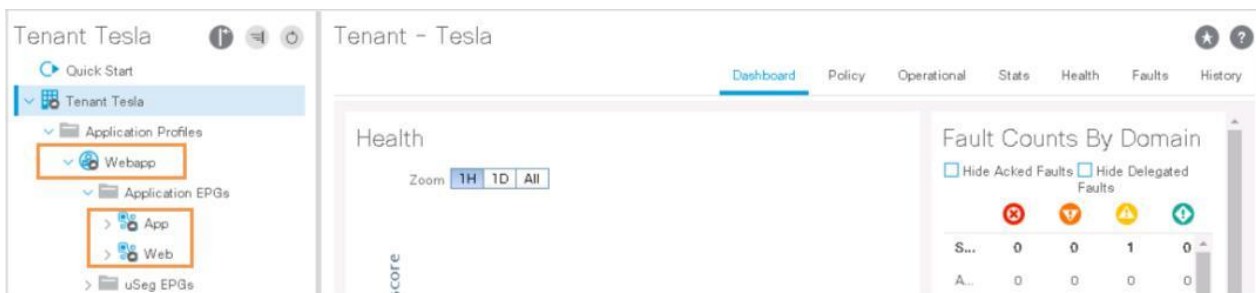 Tenant Tesla
Quick Start
Tenant Tesla
Application Profiles
Webapp
Application EPGs
App
Web
uSeg EPGs
Tenant - Tesla
Dashboard Policy Operational Stats Health Faults History
Health
Zoom 1H 1D All
core
Fault Counts By Domain
Hide Acked Faults Hide Delegated
Faults
S... 0 0 1 0
A... 0 0 0 0